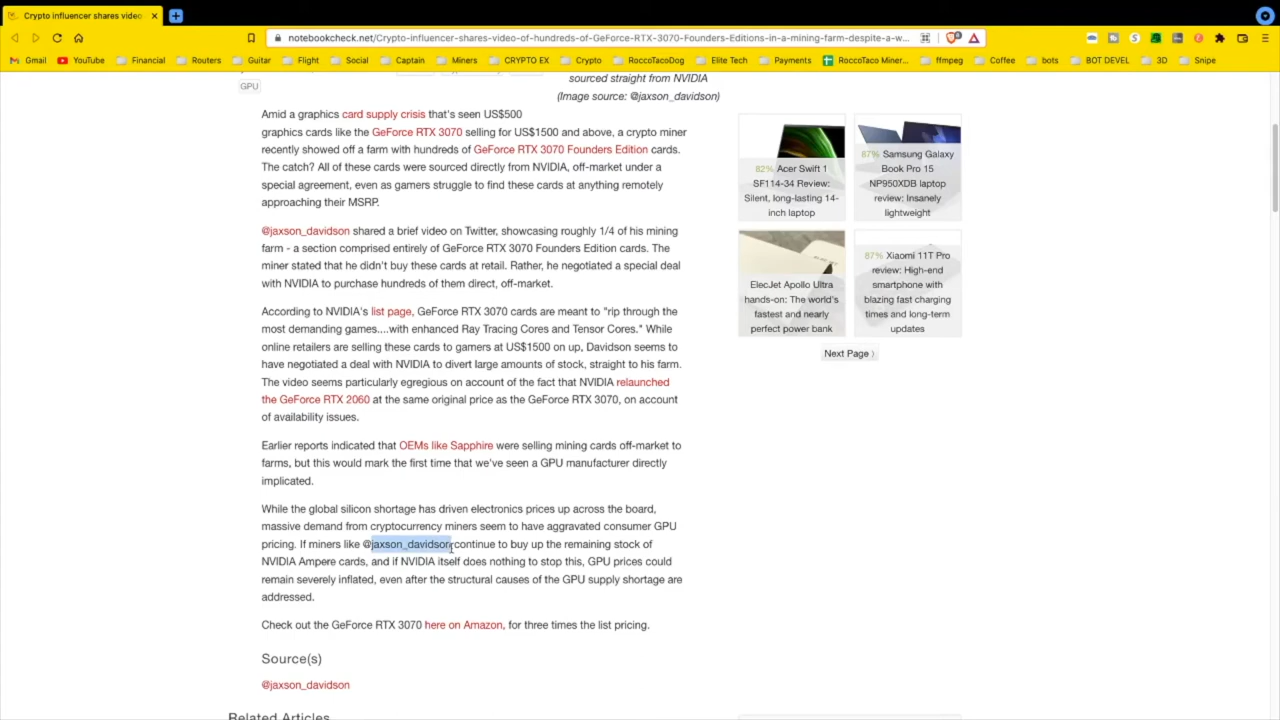 Crypto influencer shares video
notebookcheck.net/Crypto-influencer-shares-video-of-hundreds-of-GeForce-RTX-3070-Founders-Editions-in-a-mining-farm-despite-a-w...
Gmail YouTube Financial Routers Guitar Flight Social Captain Miners CRYPTO EX Crypto RoccoTacoDog Elite Tech Payments RoccoTaco Miner... ffmpeg Coffee bots BOT DEVEL 3D Snipe
GPU
sourced straight from NVIDIA
(Image source: @jaxson_davidson)
Amid a graphics card supply crisis that's seen US$500
graphics cards like the GeForce RTX 3070 selling for US$1500 and above, a crypto miner
recently showed off a farm with hundreds of GeForce RTX 3070 Founders Edition cards.
The catch? All of these cards were sourced directly from NVIDIA, off-market under a
special agreement, even as gamers struggle to find these cards at anything remotely
approaching their MSRP.
@jaxson_davidson shared a brief video on Twitter, showcasing roughly 1/4 of his mining
farm - a section comprised entirely of GeForce RTX 3070 Founders Edition cards. The
miner stated that he didn't buy these cards at retail. Rather, he negotiated a special deal
with NVIDIA to purchase hundreds of them direct, off-market.
According to NVIDIA's list page, GeForce RTX 3070 cards are meant to "rip through the
most demanding games....with enhanced Ray Tracing Cores and Tensor Cores." While
online retailers are selling these cards to gamers at US$1500 on up, Davidson seems to
have negotiated a deal with NVIDIA to divert large amounts of stock, straight to his farm.
The video seems particularly egregious on account of the fact that NVIDIA relaunched
the GeForce RTX 2060 at the same original price as the GeForce RTX 3070, on account
of availability issues.
Earlier reports indicated that OEMs like Sapphire were selling mining cards off-market to
farms, but this would mark the first time that we've seen a GPU manufacturer directly
implicated.
While the global silicon shortage has driven electronics prices up across the board,
massive demand from cryptocurrency miners seem to have aggravated consumer GPU
pricing. If miners like @jaxson_davidson continue to buy up the remaining stock of
NVIDIA Ampere cards, and if NVIDIA itself does nothing to stop this, GPU prices could
remain severely inflated, even after the structural causes of the GPU supply shortage are
addressed.
Check out the GeForce RTX 3070 here on Amazon, for three times the list pricing.
Source(s)
@jaxson_davidson
Related Articles
82% Acer Swift 1
SF114-34 Review:
Silent, long-lasting 14-
inch laptop
87% Samsung Galaxy
Book Pro 15
NP950XDB laptop
review: Insanely
lightweight
ElecJet Apollo Ultra
hands-on: The world's
fastest and nearly
perfect power bank
87% Xiaomi 11T Pro
review: High-end
smartphone with
blazing fast charging
times and long-term
updates
Next Page ⟩